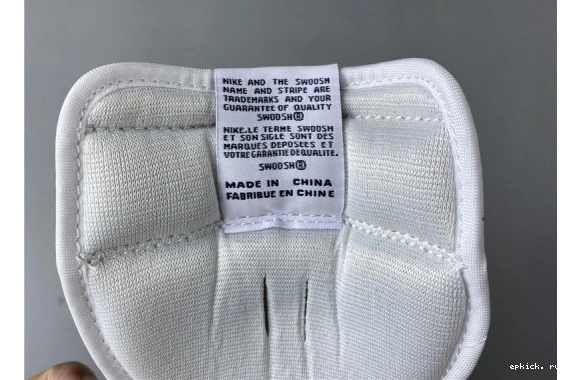 NIKE AND THE SWOOSH
NAME AND STRIPE ARE
TRADEMARKS AND YOUR
GUARANTEE OF QUALITY
SWOOSH®
NIKE.LE TERME SWOOSH
ET SON SIGLE SONT DES
MARQUES DEPOSEES ET
VOTRE GARANTIE DE QUALITE.
SWOOSH®
MADE IN CHINA
FABRIQUE EN CHINE
epkick. ru